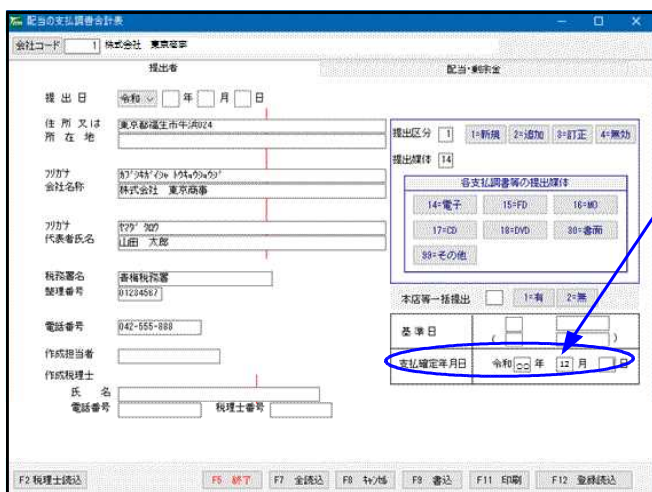 配当の支払調書合計表
会社コード 1 株式会社 東京商事
提出者 配当・剰余金
提出日 令和 年 月 日
住所又は 東京都福生市牛浜024
所在地
提出区分 1 1=新規 2=追加 3=訂正 4=無効
提出媒体 14
各支払調書等の提出媒体
14=電子 15=FD 16=MO
17=CD 18=DVD 30=書面
99=その他
フリカナ ｶﾌﾞｼｷｶﾞｲｼｬ ﾄｳｷｮｳｼｮｳｼﾞ
会社名称 株式会社 東京商事
フリカナ ﾔﾏﾀﾞ ﾀﾛｳ
代表者氏名 山田 太郎
税務署名 青梅税務署
整理番号 01234567
本店等一括提出 1=有 2=無
電話番号 042-555-888
基準日 ( )
支払確定年月日 令和 〇〇 年 12 月 日
作成担当者
作成税理士
氏名
電話番号 税理士番号
F2 税理士読込 F5 終了 F7 全読込 F8 ｷｬﾝｾﾙ F9 書込 F11 印刷 F12 登録読込